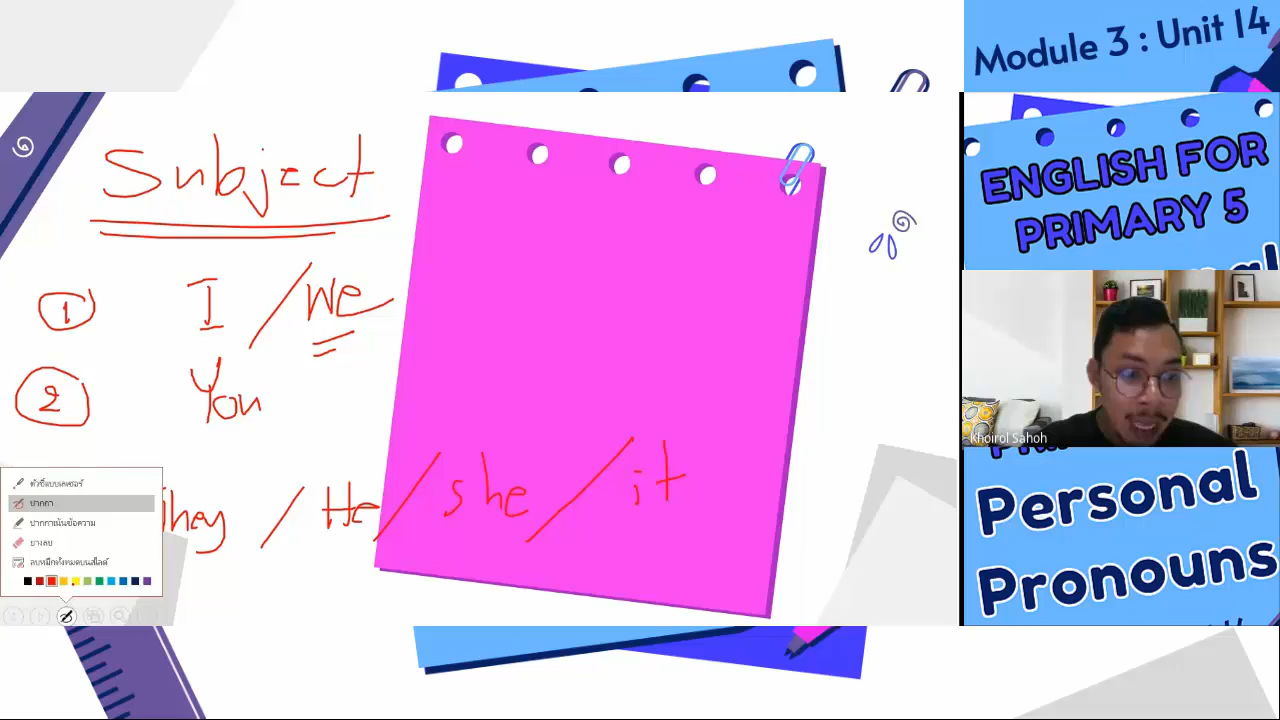 Module 3 : Unit 14
ENGLISH FOR
PRIMARY 5
Subject
1 I / We
2 You
They / He / she / it
ตัวชี้แบบเลเซอร์
ปากกา
ปากกาเน้นข้อความ
ยางลบ
ลบหมึกทั้งหมดบนสไลด์
Khoirol Sahoh
Personal
Pronouns